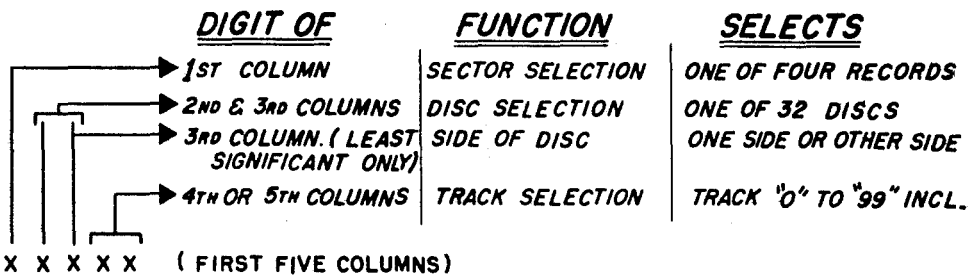 DIGIT OF FUNCTION SELECTS
1ST COLUMN SECTOR SELECTION ONE OF FOUR RECORDS
2ND & 3RD COLUMNS DISC SELECTION ONE OF 32 DISCS
3RD COLUMN. (LEAST SIDE OF DISC ONE SIDE OR OTHER SIDE
SIGNIFICANT ONLY)
4TH OR 5TH COLUMNS TRACK SELECTION TRACK "0" TO "99" INCL.
X X X X X (FIRST FIVE COLUMNS)